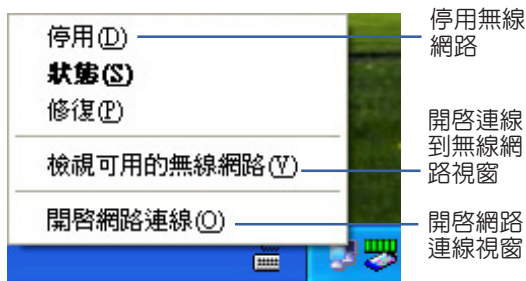 停用(D)
狀態(S)
修復(P)
檢視可用的無線網路(V)
開啓網路連線(O)
停用無線
網路
開啓連線
到無線網
路視窗
開啓網路
連線視窗